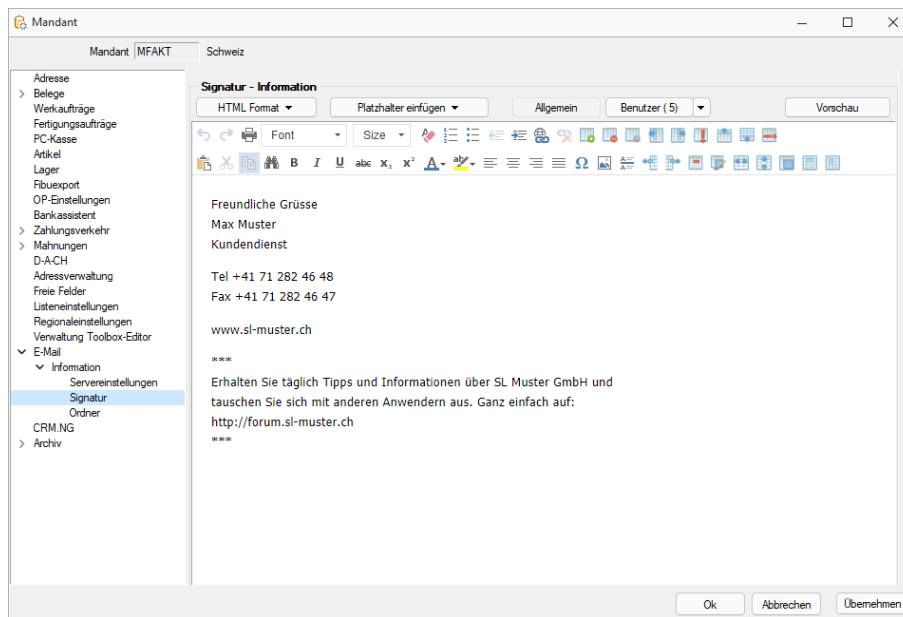 Mandant
Mandant MFAKT Schweiz
Adresse
Belege
Werkaufträge
Fertigungsaufträge
PC-Kasse
Artikel
Lager
Fibuexport
OP-Einstellungen
Bankassistent
Zahlungsverkehr
Mahnungen
D-A-CH
Adressverwaltung
Freie Felder
Listeneinstellungen
Regionaleinstellungen
Verwaltung Toolbox-Editor
E-Mail
Information
Servereinstellungen
Signatur
Ordner
CRM.NG
Archiv
Signatur - Information
HTML Format Platzhalter einfügen Allgemein Benutzer ( 5) Vorschau
Font Size
B I U abc x₂ x² A aby Ω
Freundliche Grüsse
Max Muster
Kundendienst
Tel +41 71 282 46 48
Fax +41 71 282 46 47
www.sl-muster.ch
***
Erhalten Sie täglich Tipps und Informationen über SL Muster GmbH und
tauschen Sie sich mit anderen Anwendern aus. Ganz einfach auf:
http://forum.sl-muster.ch
***
Ok Abbrechen Übernehmen